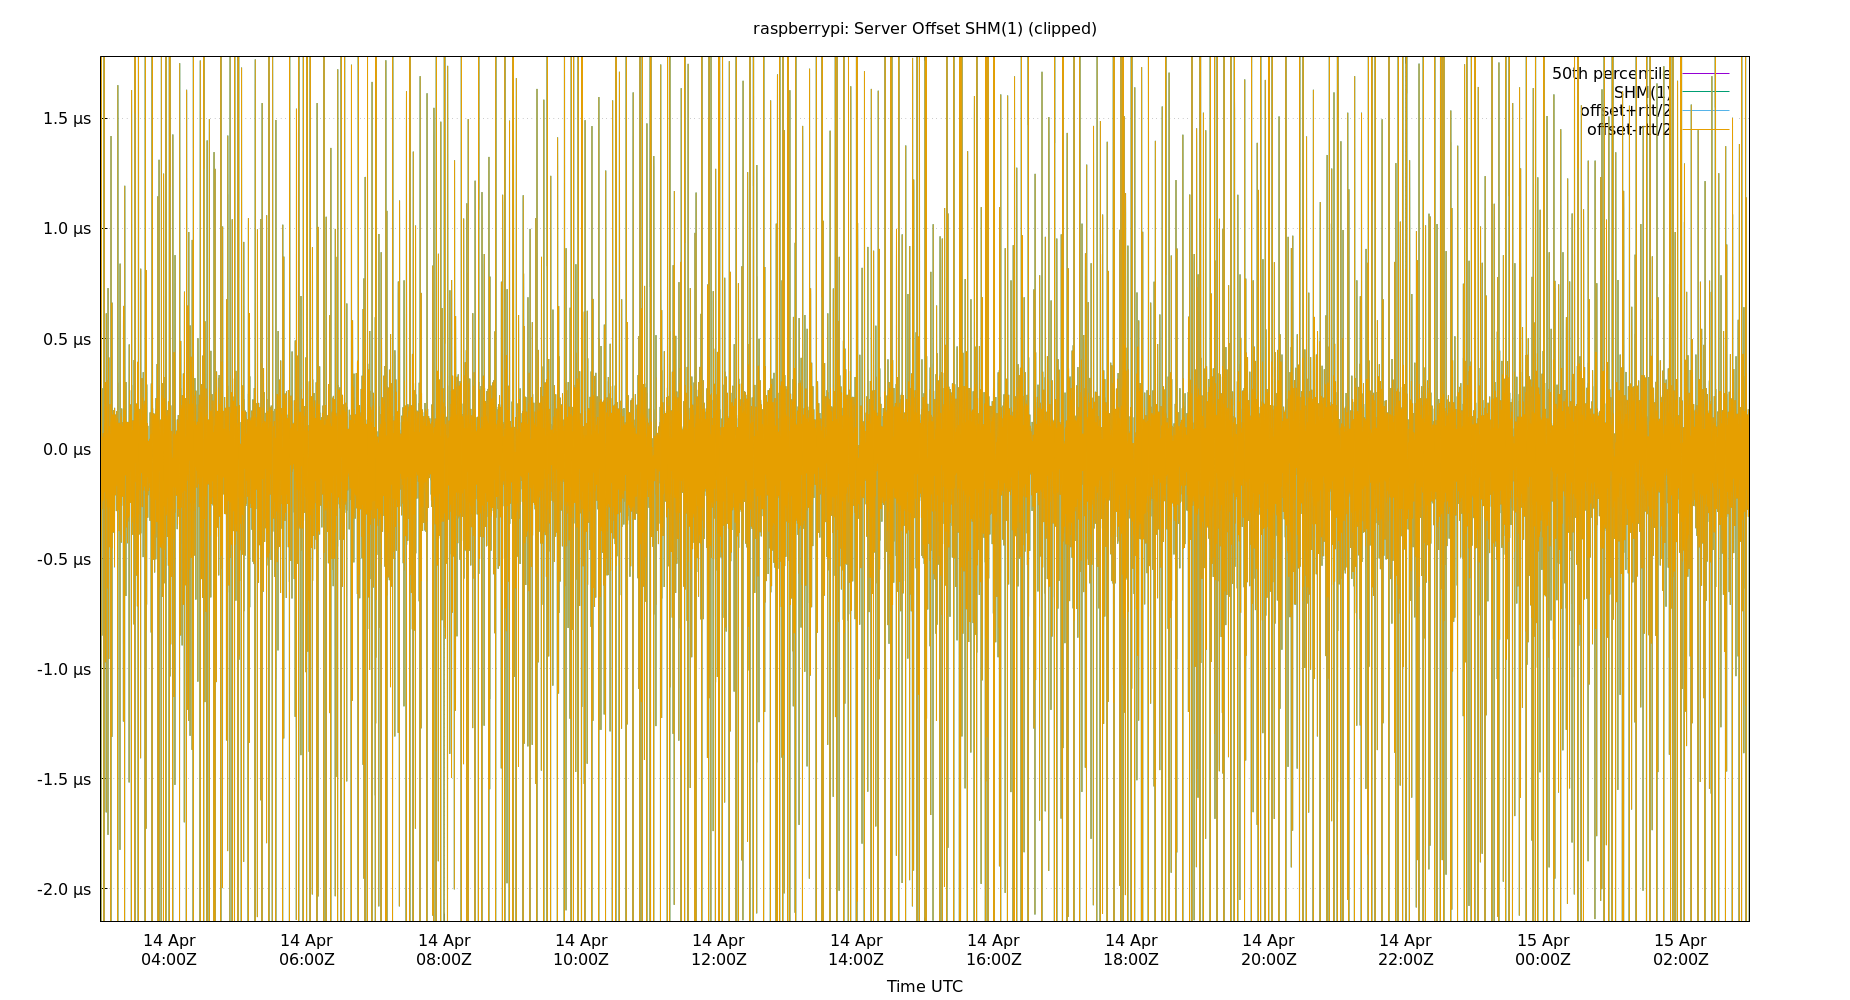 raspberrypi: Server Offset SHM(1) (clipped)
50th percentile
SHM(1)
offset+rtt/2
offset-rtt/2
1.5 µs
1.0 µs
0.5 µs
0.0 µs
-0.5 µs
-1.0 µs
-1.5 µs
-2.0 µs
14 Apr 14 Apr 14 Apr 14 Apr 14 Apr 14 Apr 14 Apr 14 Apr 14 Apr 14 Apr 15 Apr 15 Apr
04:00Z 06:00Z 08:00Z 10:00Z 12:00Z 14:00Z 16:00Z 18:00Z 20:00Z 22:00Z 00:00Z 02:00Z
Time UTC